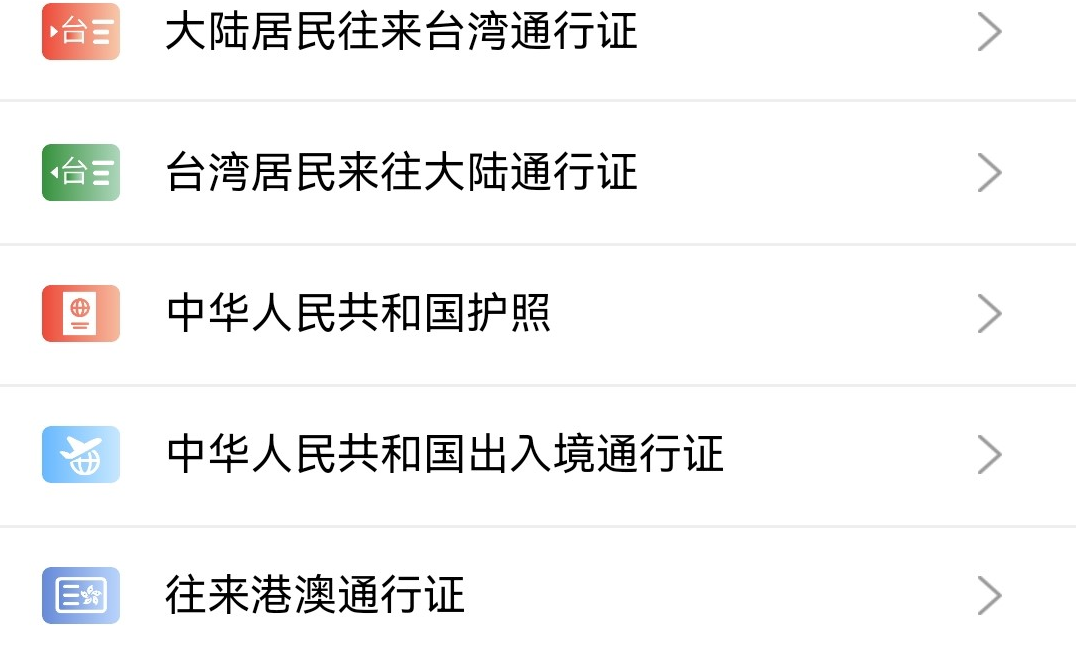 台
大陆居民往来台湾通行证
台
台湾居民来往大陆通行证
中华人民共和国护照
中华人民共和国出入境通行证
往来港澳通行证